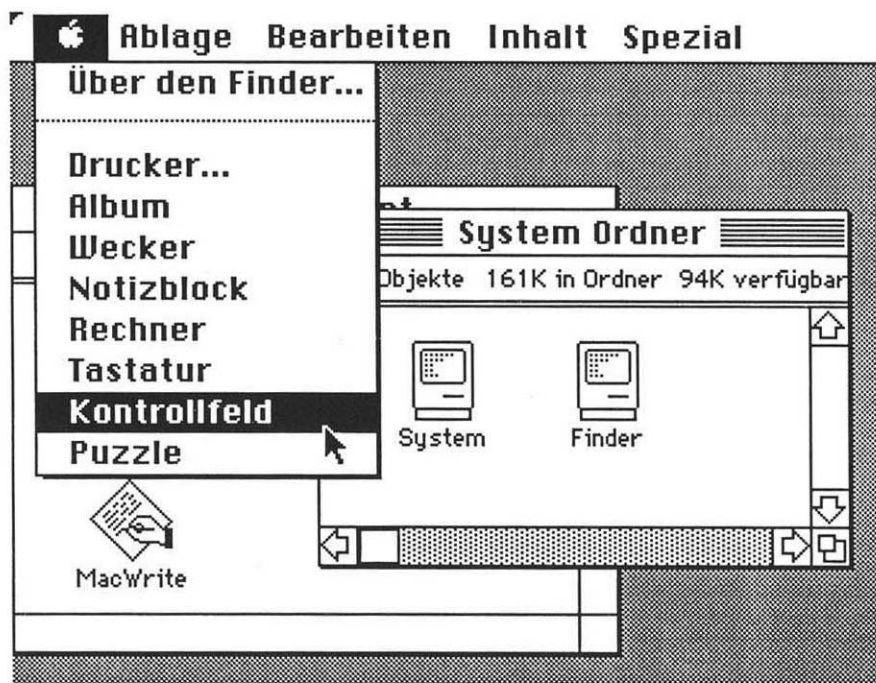 Ablage Bearbeiten Inhalt Spezial
Über den Finder...
Drucker...
Album
Wecker
Notizblock
Rechner
Tastatur
Kontrollfeld
Puzzle
System Ordner
Objekte 161K in Ordner 94K verfügbar
System
Finder
MacWrite